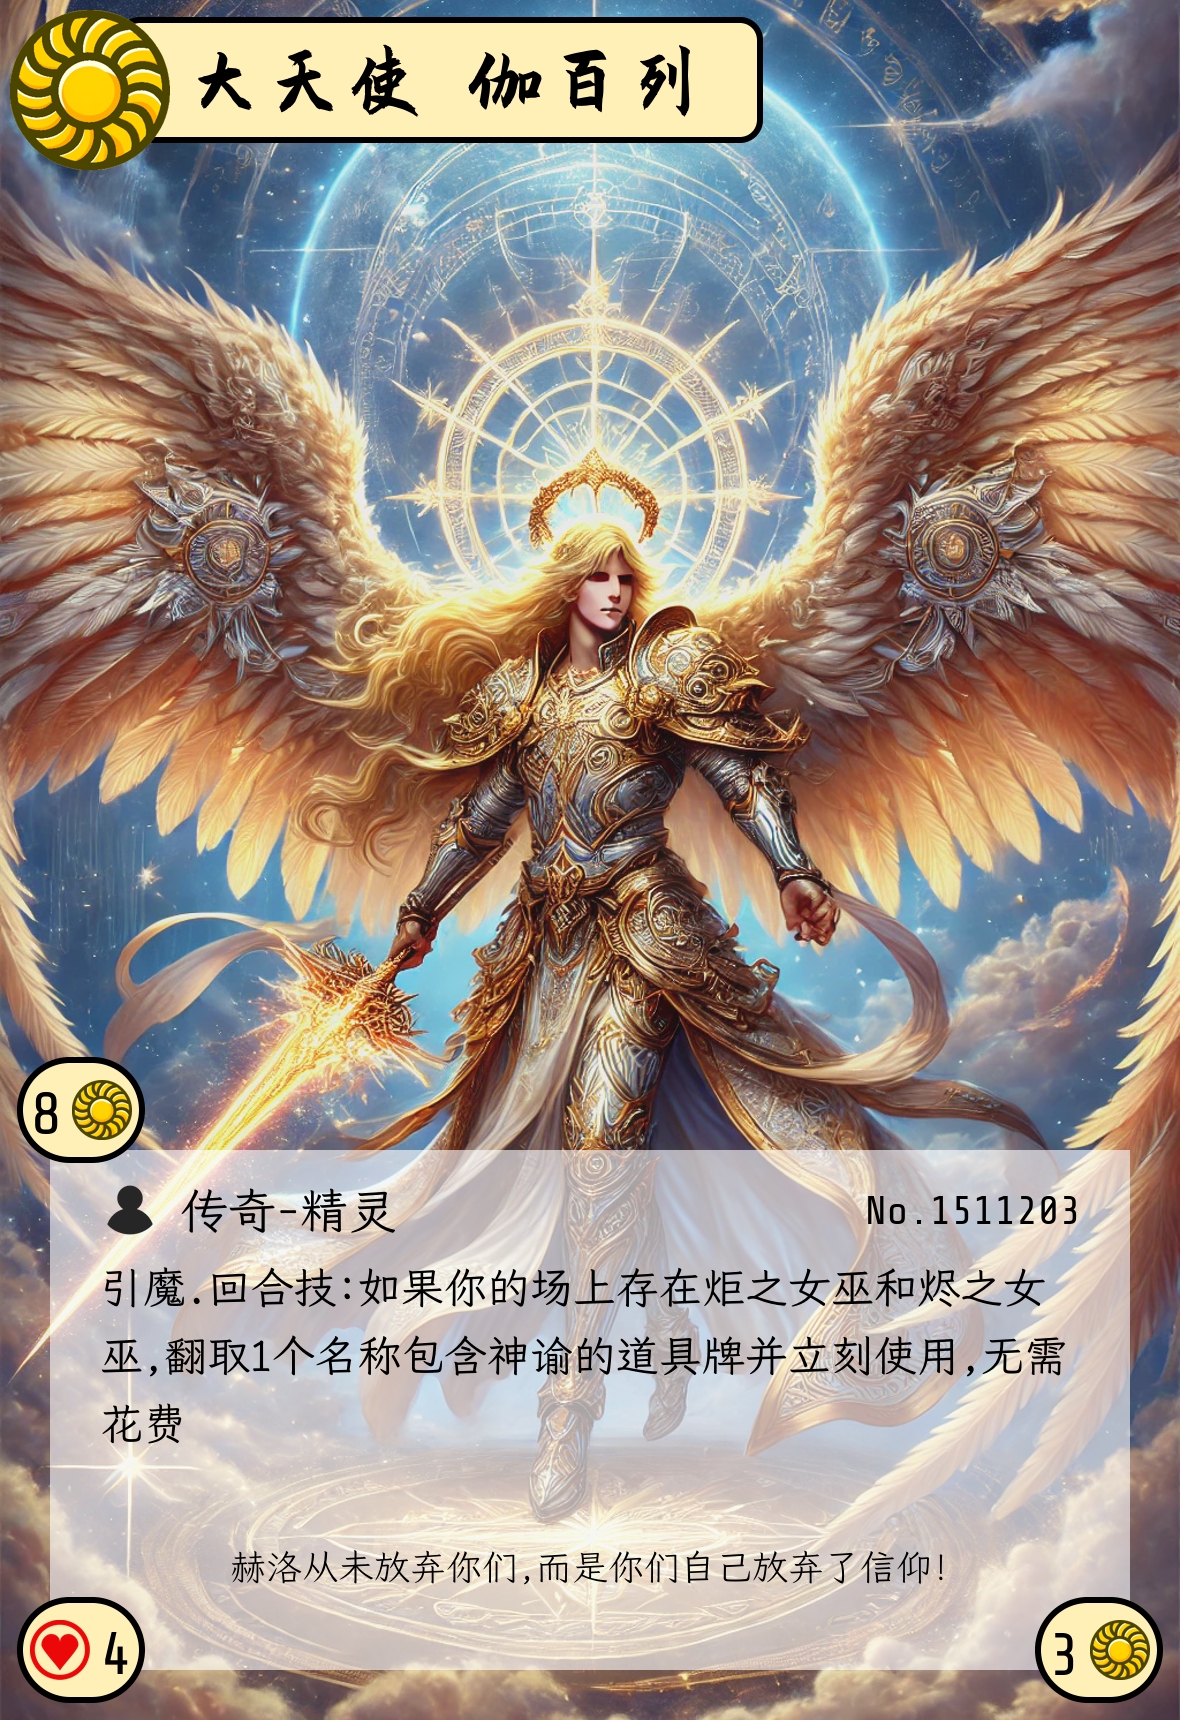 大天使 伽百列
8
传奇-精灵
No.1511203
引魔.回合技:如果你的场上存在炬之女巫和烬之女
巫,翻取1个名称包含神谕的道具牌并立刻使用,无需
花费
赫洛从未放弃你们,而是你们自己放弃了信仰!
4
3